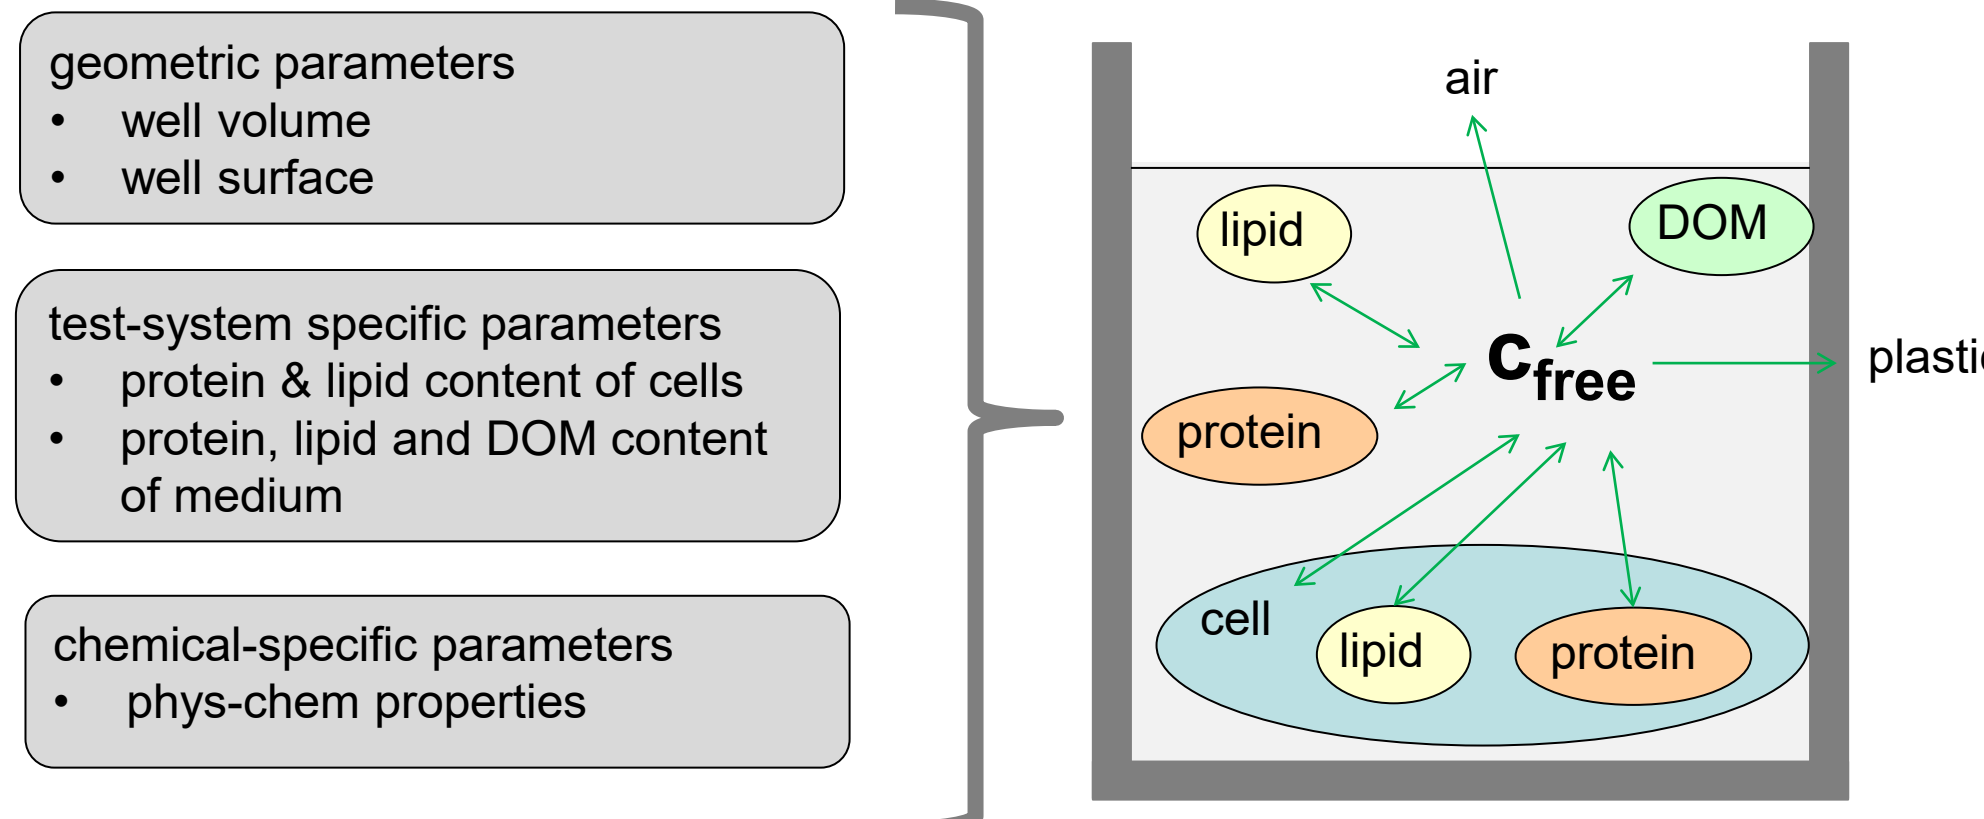 geometric parameters
• well volume
• well surface
test-system specific parameters
• protein & lipid content of cells
• protein, lipid and DOM content
of medium
chemical-specific parameters
• phys-chem properties
air
lipid
DOM
cfree
plasti
protein
cell
lipid
protein